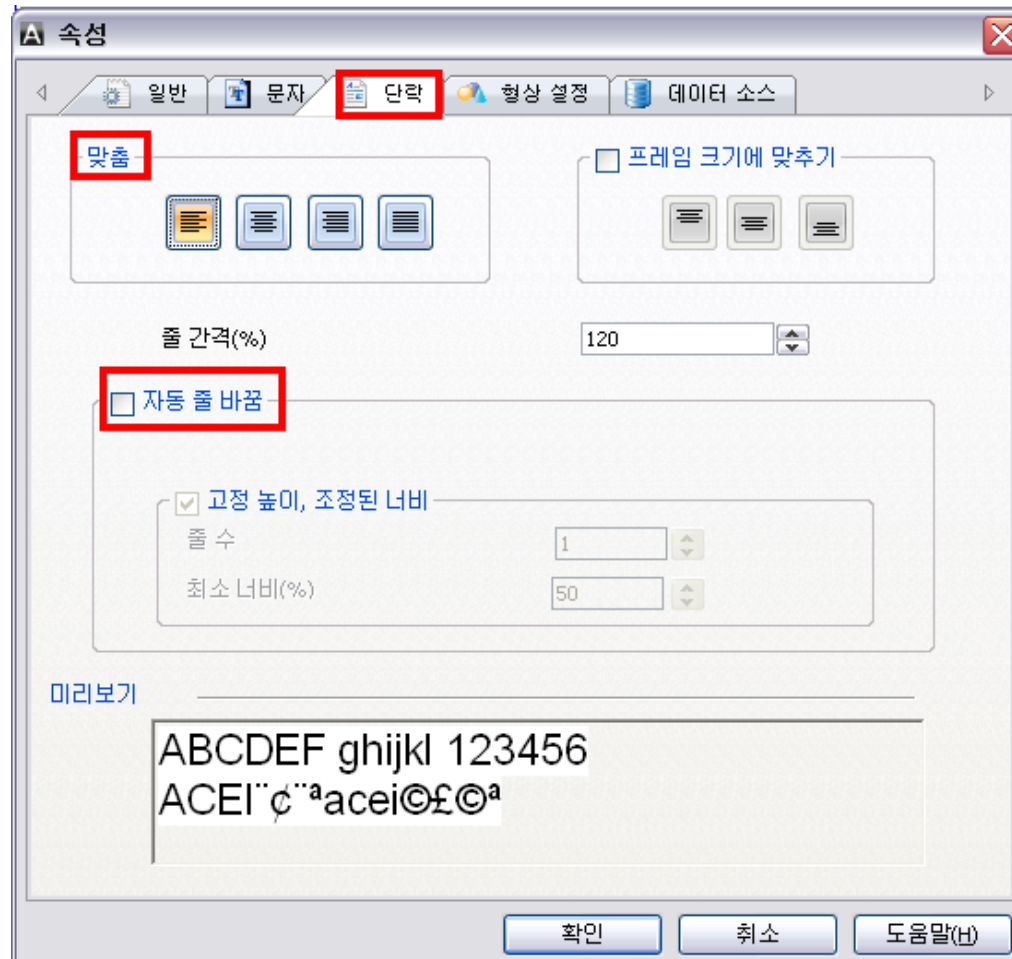 속성
일반 문자 단락 형상 설정 데이터 소스
맞춤 프레임 크기에 맞추기
줄 간격(%) 120
자동 줄 바꿈
고정 높이, 조정된 너비
줄 수 1
최소 너비(%) 50
미리보기
ABCDEF ghijkl 123456
ACEI¨¢¨ªacei©£©ª
확인 취소 도움말(H)